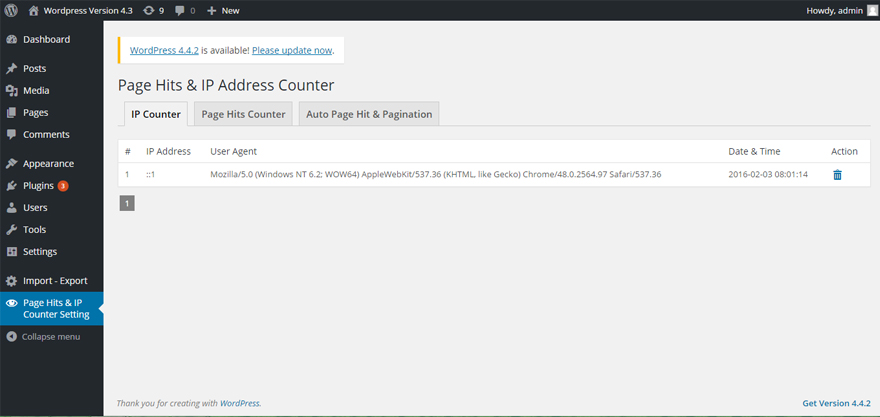 Wordpress Version 4.3 9 0 New Howdy, admin
Dashboard
Posts
Media
Pages
Comments
Appearance
Plugins 3
Users
Tools
Settings
Import - Export
Page Hits & IP
Counter Setting
Collapse menu
WordPress 4.4.2 is available! Please update now.
Page Hits & IP Address Counter
IP Counter Page Hits Counter Auto Page Hit & Pagination
# IP Address User Agent Date & Time Action
1 ::1 Mozilla/5.0 (Windows NT 6.2; WOW64) AppleWebKit/537.36 (KHTML, like Gecko) Chrome/48.0.2564.97 Safari/537.36 2016-02-03 08:01:14
1
Thank you for creating with WordPress. Get Version 4.4.2